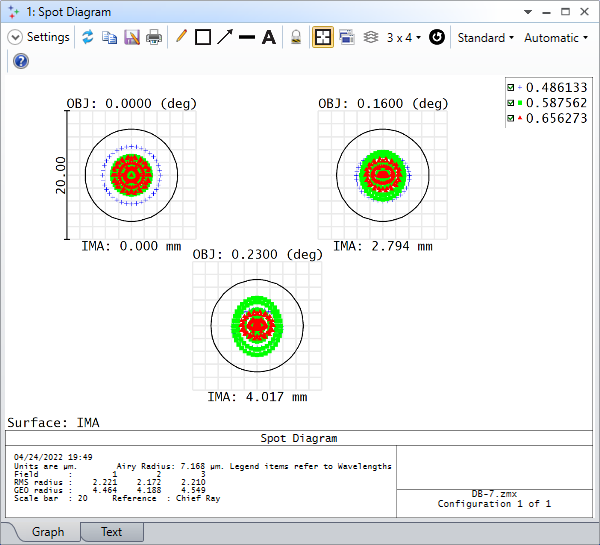 1: Spot Diagram
Settings
3 x 4
Standard
Automatic
0.486133
0.587562
0.656273
OBJ: 0.0000 (deg)
OBJ: 0.1600 (deg)
20.00
IMA: 0.000 mm
IMA: 2.794 mm
OBJ: 0.2300 (deg)
IMA: 4.017 mm
Surface: IMA
Spot Diagram
04/24/2022 19:49
Units are µm. Airy Radius: 7.168 µm. Legend items refer to Wavelengths
Field : 1 2 3
RMS radius : 2.221 2.172 2.210
GEO radius : 4.464 4.188 4.549
Scale bar : 20 Reference : Chief Ray
DB-7.zmx
Configuration 1 of 1
Graph
Text